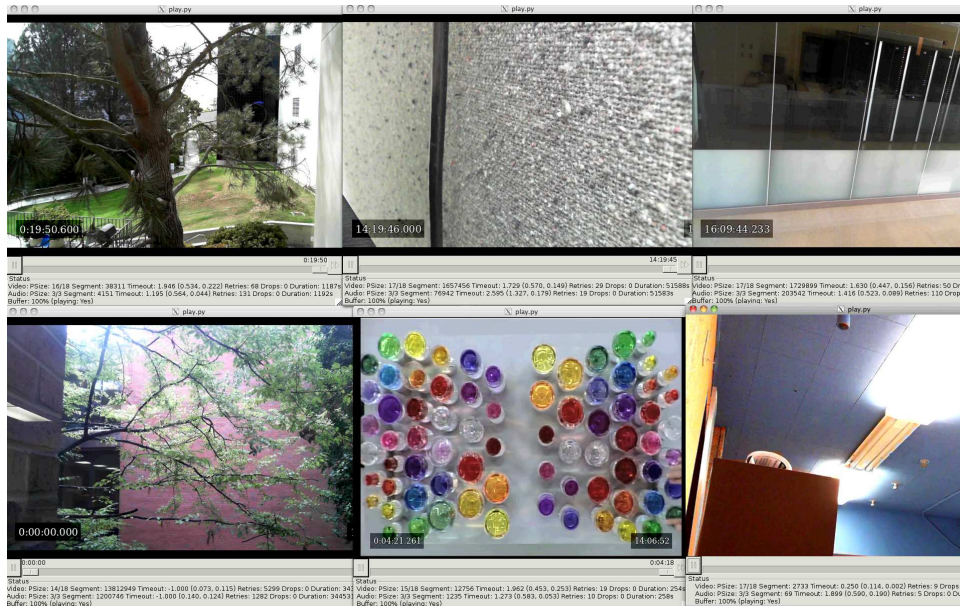 play.py
play.py
play.py
0:19:50.600
14:19:46.000
16:09:44.233
0:19:50
14:19:45
Status
Video: PSize: 16/18 Segment: 38311 Timeout: 1.946 (0.534, 0.222) Retries: 68 Drops: 0 Duration: 1187s
Audio: PSize: 3/3 Segment: 4151 Timeout: 1.195 (0.564, 0.044) Retries: 131 Drops: 0 Duration: 1192s
Buffer: 100% (playing: Yes)
Status
Video: PSize: 17/18 Segment: 1657456 Timeout: 1.729 (0.570, 0.149) Retries: 29 Drops: 0 Duration: 51588s
Audio: PSize: 3/3 Segment: 76942 Timeout: 2.595 (1.327, 0.179) Retries: 19 Drops: 0 Duration: 51583s
Buffer: 100% (playing: Yes)
Status
Video: PSize: 17/18 Segment: 1729899 Timeout: 1.630 (0.447, 0.156) Retries: 50
Audio: PSize: 3/3 Segment: 203542 Timeout: 1.416 (0.523, 0.089) Retries: 110 Drop
Buffer: 100% (playing: Yes)
play.py
play.py
play.py
0:00:00.000
0:04:21.261
14:06:52
0:00:00
0:04:18
Status
Video: PSize: 14/18 Segment: 13812949 Timeout: -1.000 (0.073, 0.115) Retries: 5299 Drops: 0 Duration:
Audio: PSize: 3/3 Segment: 1200746 Timeout: -1.000 (0.140, 0.124) Retries: 1282 Drops: 0 Duration: 34453
Buffer: 100% (playing: Yes)
Status
Video: PSize: 15/18 Segment: 12756 Timeout: 1.962 (0.453, 0.253) Retries: 19 Drops: 0 Duration: 254s
Audio: PSize: 3/3 Segment: 1235 Timeout: 1.273 (0.583, 0.053) Retries: 10 Drops: 0 Duration: 258s
Buffer: 100% (playing: Yes)
Status
Video: PSize: 17/18 Segment: 2733 Timeout: 0.250 (0.114, 0.002) Retries: 9 Drops
Audio: PSize: 3/3 Segment: 69 Timeout: 1.899 (0.590, 0.190) Retries: 5 Drops: 0 Du
Buffer: 100% (playing: Yes)